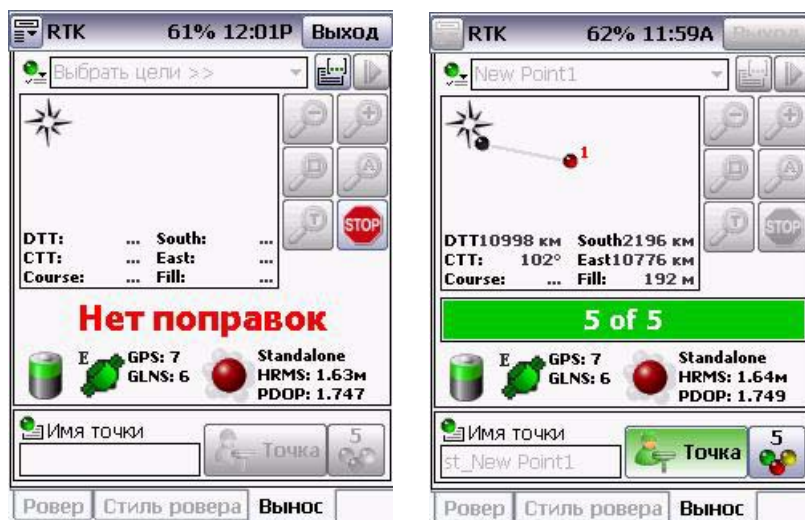 RTK 61% 12:01P Выход
Выбрать цели >>
DTT: ... South: ...
CTT: ... East: ...
Course: ... Fill: ...
STOP
Нет поправок
E GPS: 7 Standalone
GLNS: 6 HRMS: 1.63м
PDOP: 1.747
Имя точки
Точка 5
Ровер Стиль ровера Вынос
RTK 62% 11:59A Выход
New Point1
1
DTT10998 км South2196 км
CTT: 102° East10776 км
Course: ... Fill: 192 м
STOP
5 of 5
E GPS: 7 Standalone
GLNS: 6 HRMS: 1.64м
PDOP: 1.749
Имя точки
st_New Point1 Точка 5
Ровер Стиль ровера Вынос